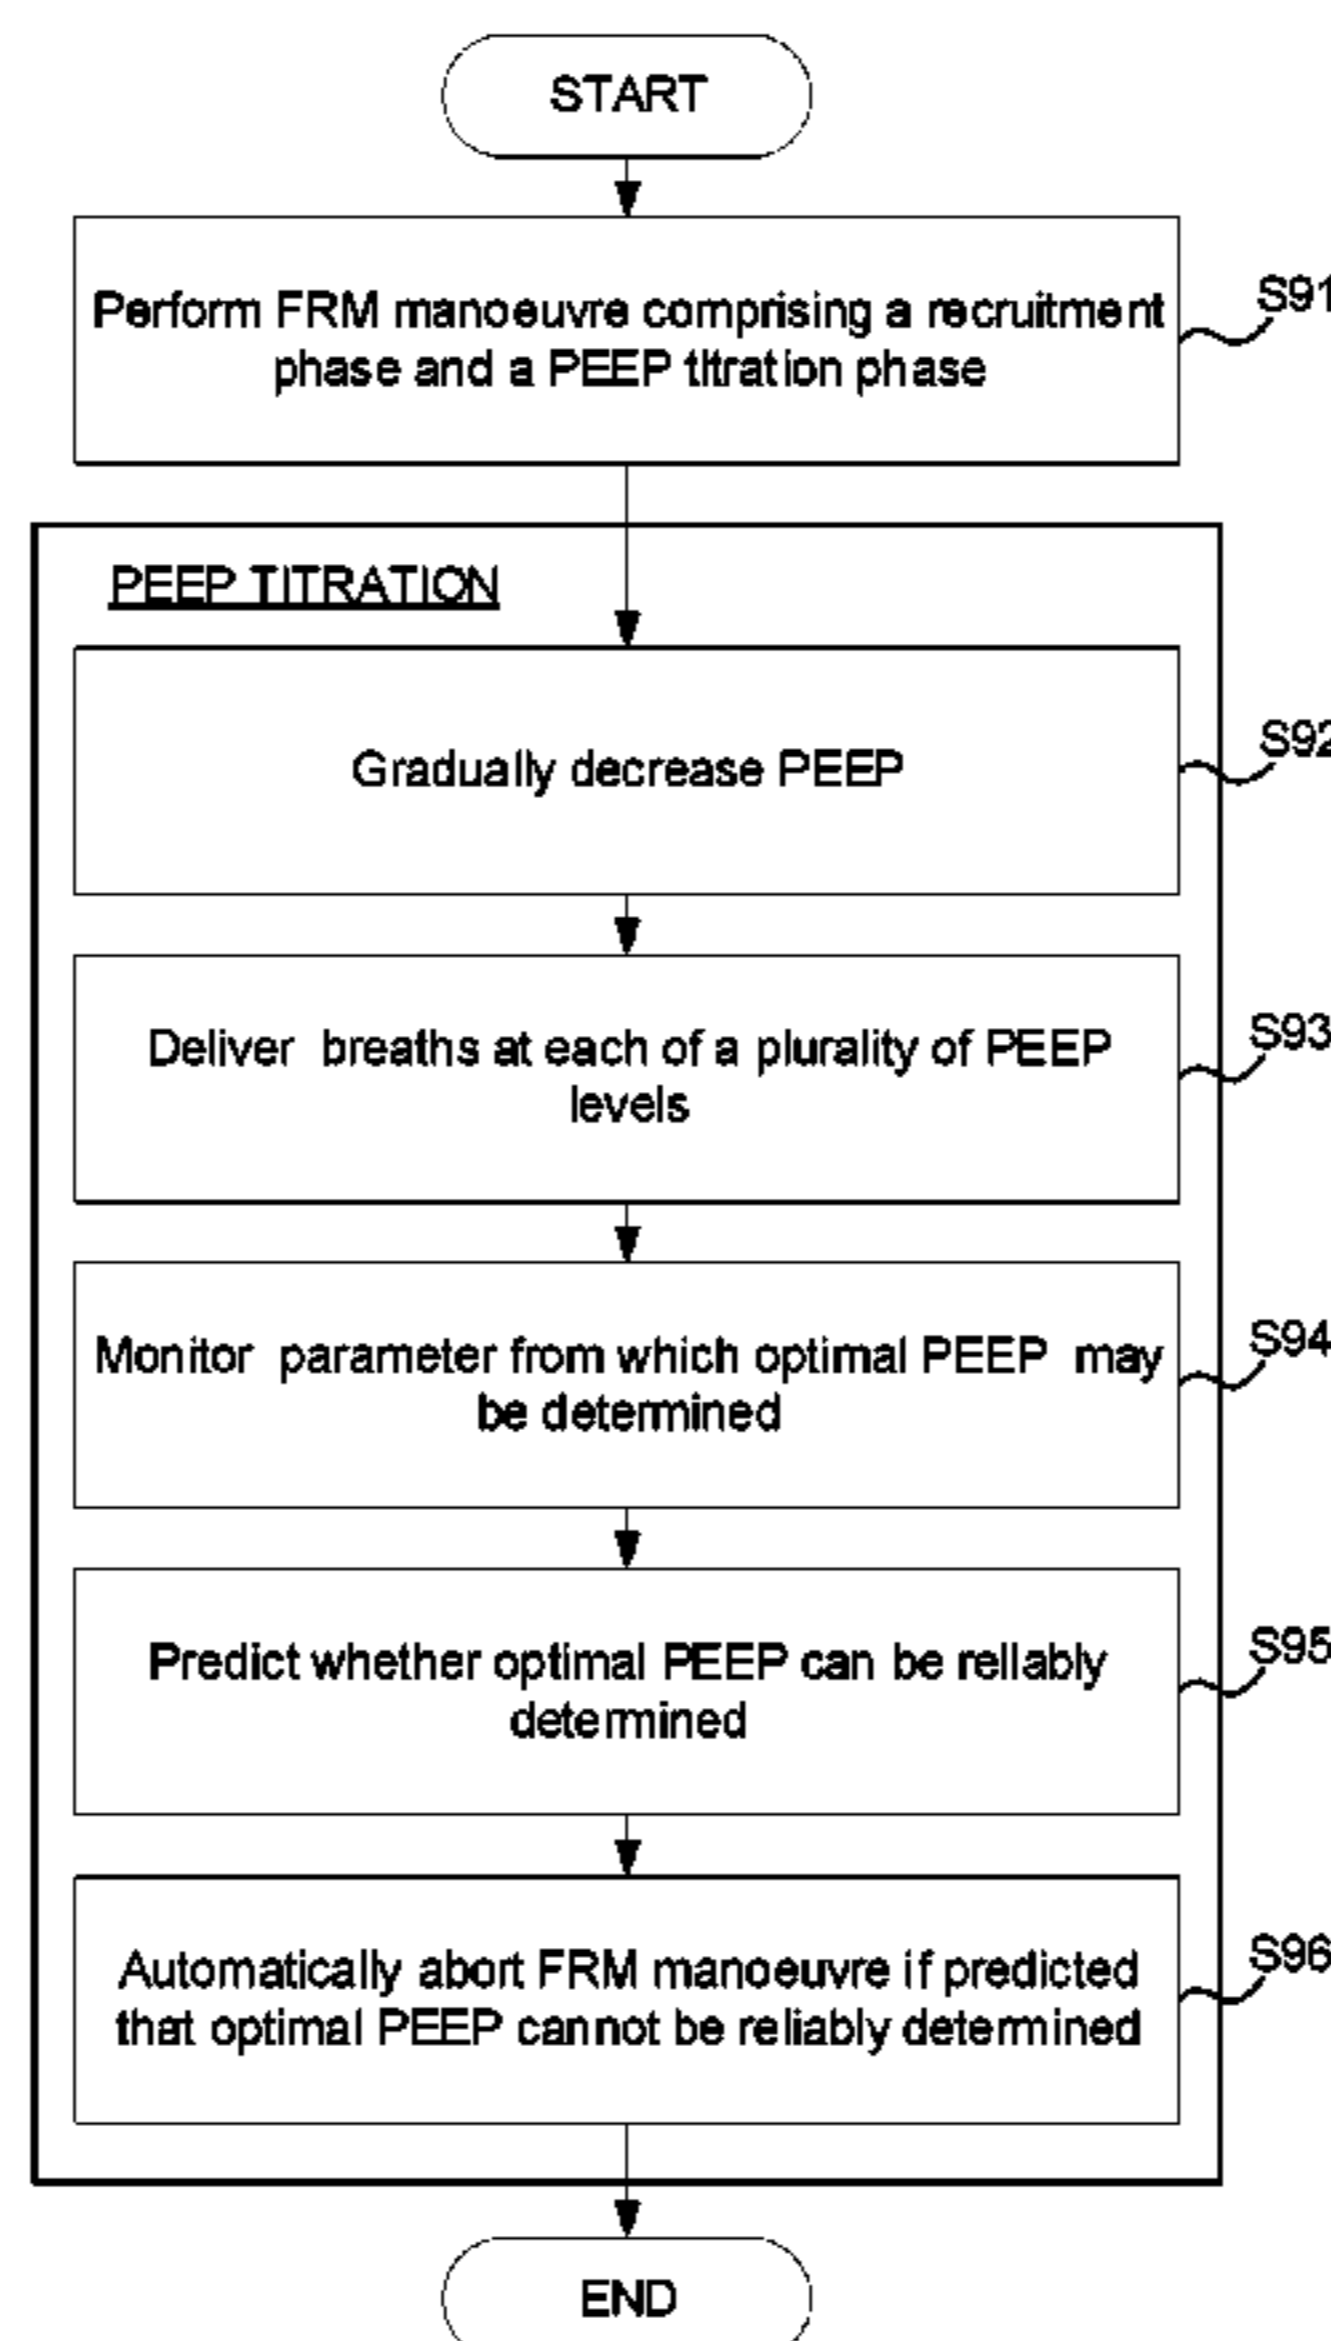 START
Perform FRM manoeuvre comprising a recruitment
phase and a PEEP titration phase
S91
PEEP TITRATION
Gradually decrease PEEP
S92
Deliver breaths at each of a plurality of PEEP
levels
S93
Monitor parameter from which optimal PEEP may
be determined
S94
Predict whether optimal PEEP can be reliably
determined
S95
Automatically abort FRM manoeuvre if predicted
that optimal PEEP cannot be reliably determined
S96
END